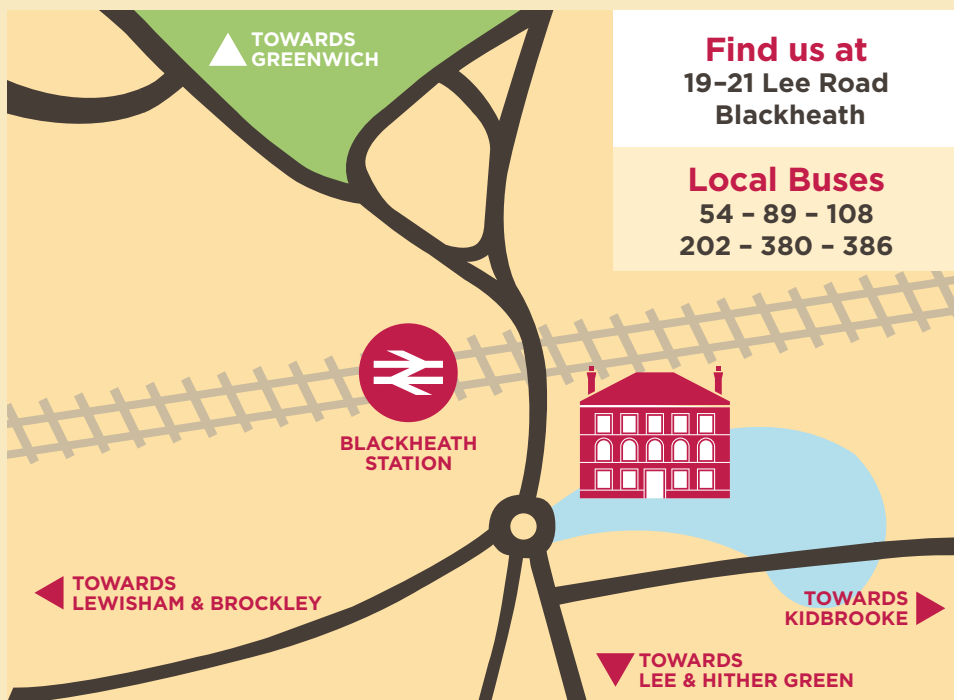 TOWARDS
GREENWICH
Find us at
19–21 Lee Road
Blackheath
Local Buses
54 – 89 – 108
202 – 380 – 386
BLACKHEATH
STATION
TOWARDS
LEWISHAM & BROCKLEY
TOWARDS
KIDBROOKE
TOWARDS
LEE & HITHER GREEN